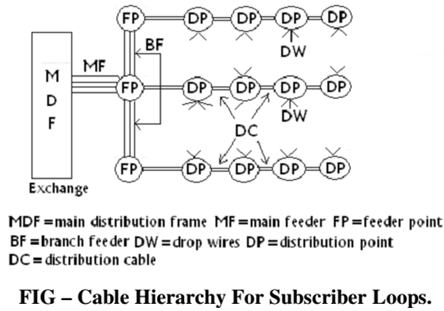 FP DP DP DP DP
BF
DW
MF
M
D
F
FP DP DP DP DP
DW
DC
FP DP DP DP DP
Exchange
MDF=main distribution frame MF=main feeder FP=feeder point
BF=branch feeder DW=drop wires DP=distribution point
DC=distribution cable
FIG – Cable Hierarchy For Subscriber Loops.